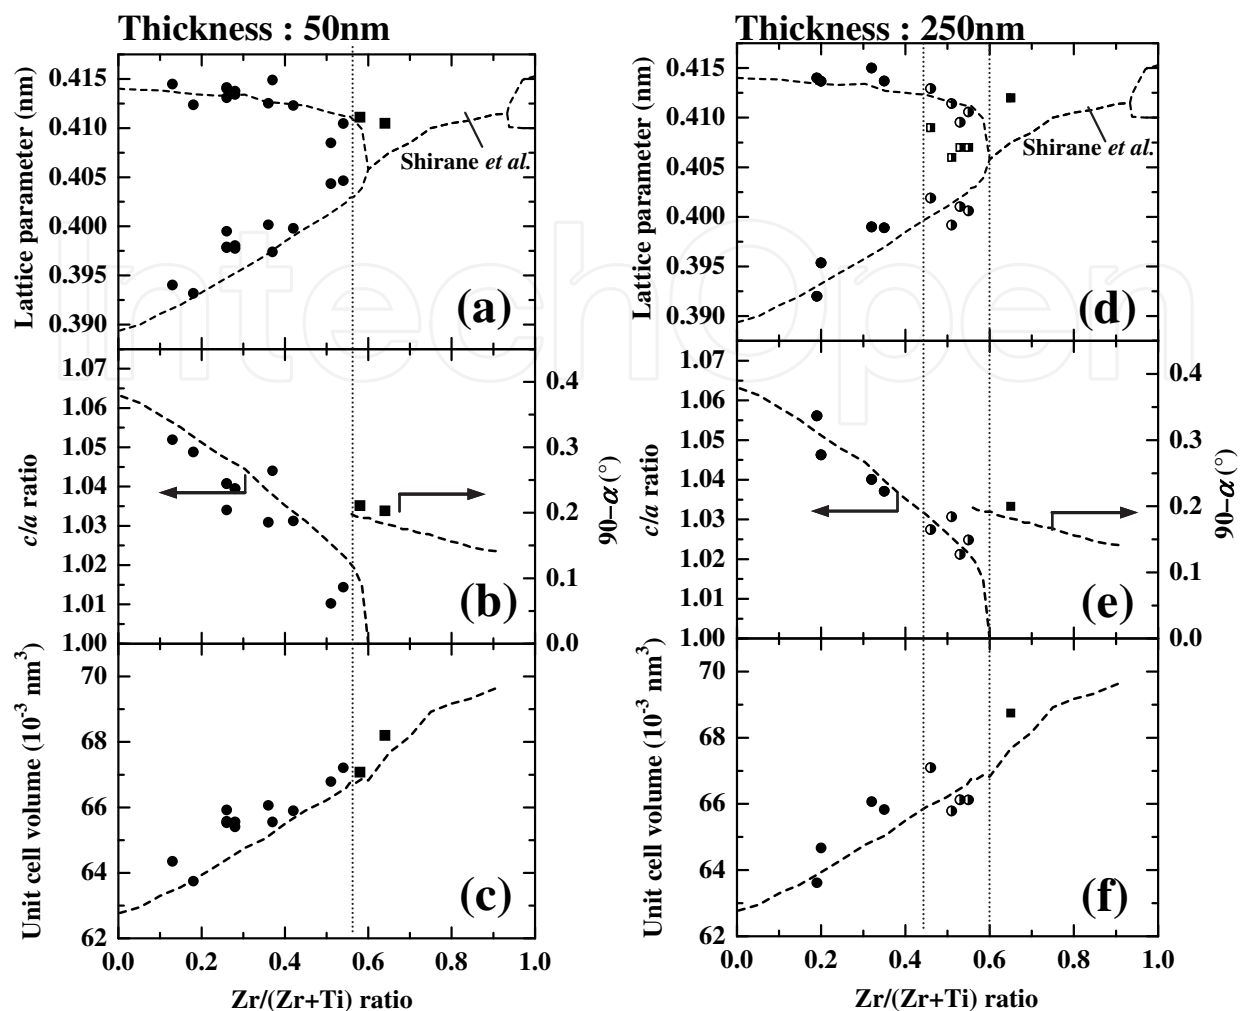 Thickness : 50nm
Lattice parameter (nm)
0.415
0.410
0.405
0.400
0.395
0.390
Shirane et al.
(a)
c/a ratio
1.07
1.06
1.05
1.04
1.03
1.02
1.01
1.00
0.4
0.3
0.2
0.1
0.0
90–α (°)
(b)
Unit cell volume (10⁻³ nm³)
70
68
66
64
62
(c)
0.0 0.2 0.4 0.6 0.8 1.0
Zr/(Zr+Ti) ratio
Thickness : 250nm
Lattice parameter (nm)
0.415
0.410
0.405
0.400
0.395
0.390
Shirane et al.
(d)
c/a ratio
1.07
1.06
1.05
1.04
1.03
1.02
1.01
1.00
0.4
0.3
0.2
0.1
0.0
90–α (°)
(e)
Unit cell volume (10⁻³ nm³)
70
68
66
64
62
(f)
0.0 0.2 0.4 0.6 0.8 1.0
Zr/(Zr+Ti) ratio
IntechOpen